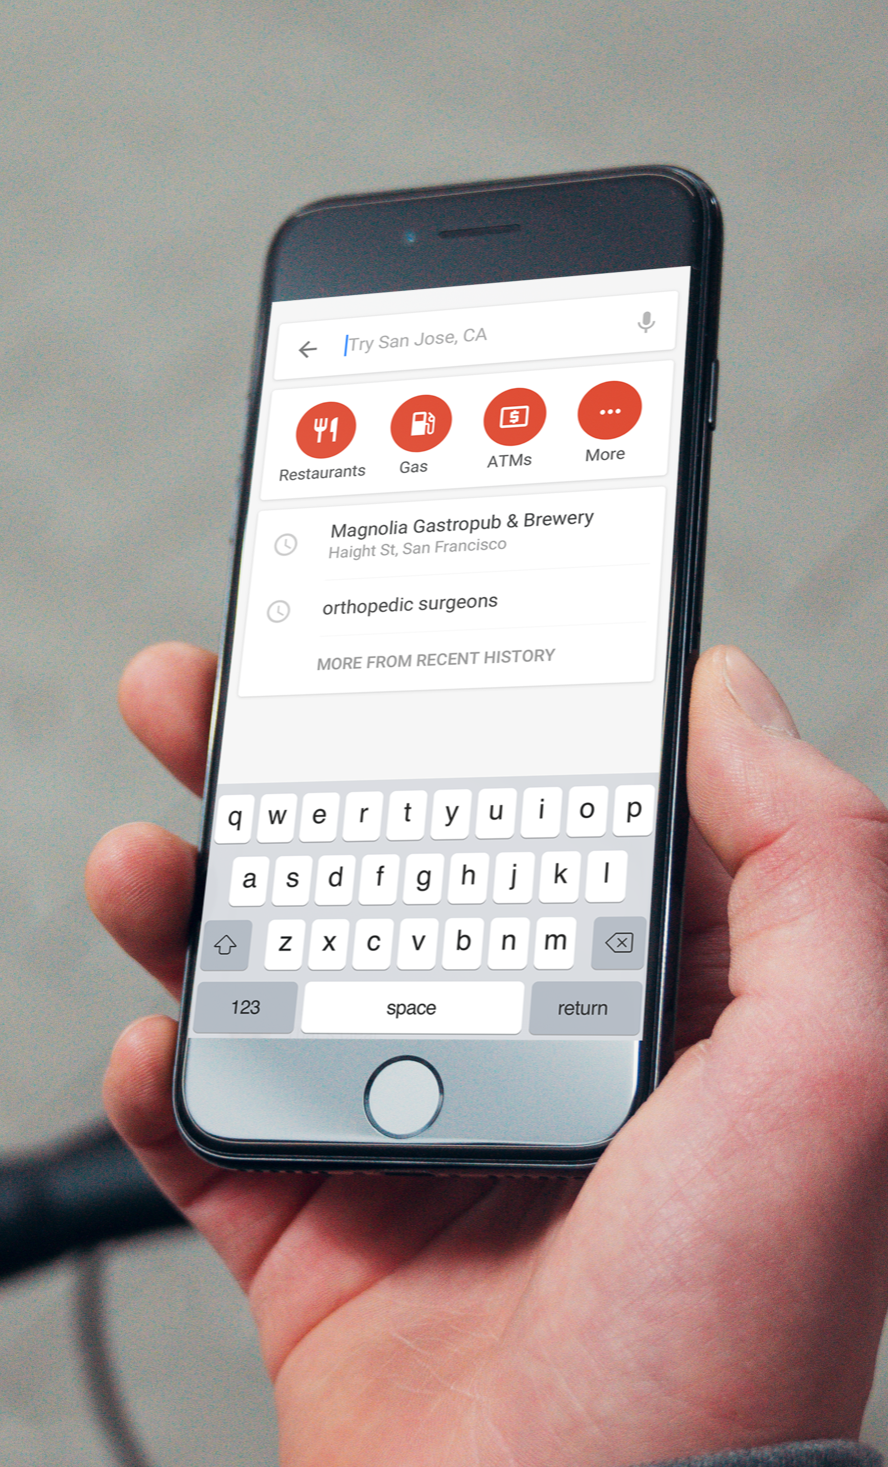 Try San Jose, CA
Restaurants Gas ATMs More
Magnolia Gastropub & Brewery
Haight St, San Francisco
orthopedic surgeons
MORE FROM RECENT HISTORY
q w e r t y u i o p
a s d f g h j k l
z x c v b n m
123 space return